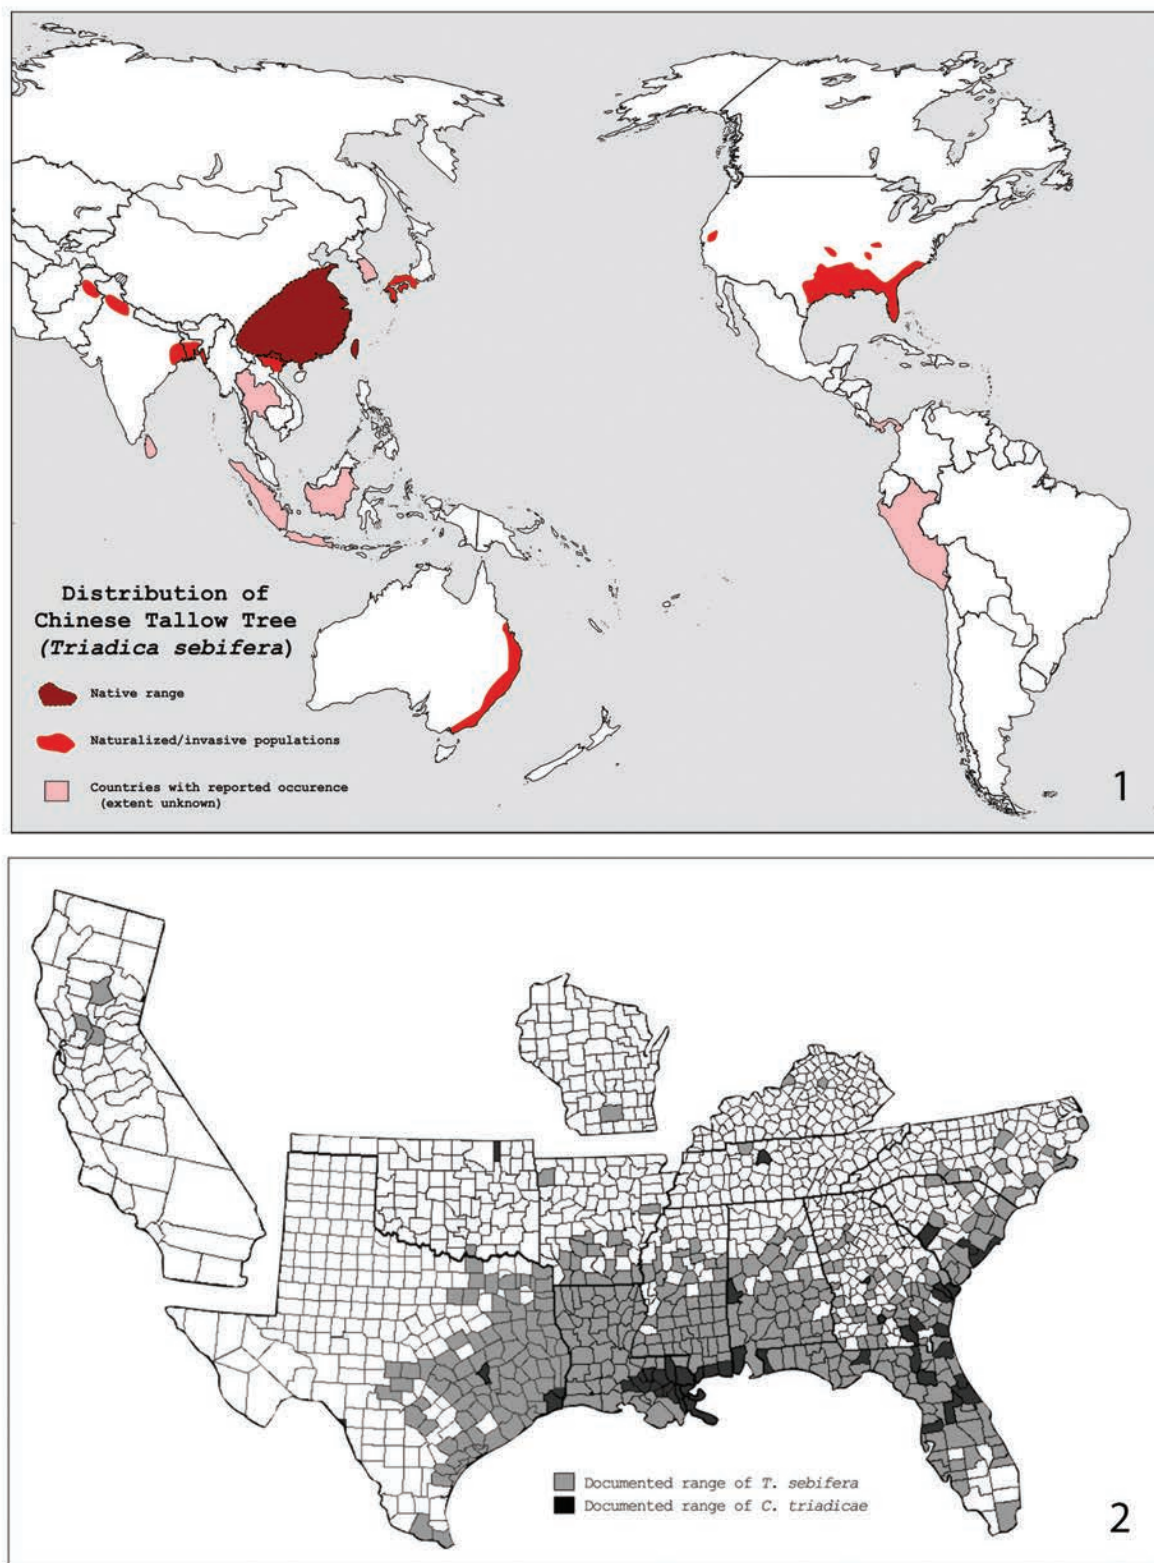 Distribution of
Chinese Tallow Tree
(Triadica sebifera)
Native range
Naturalized/invasive populations
Countries with reported occurence
(extent unknown)
1
Documented range of T. sebifera
Documented range of C. triadicae
2